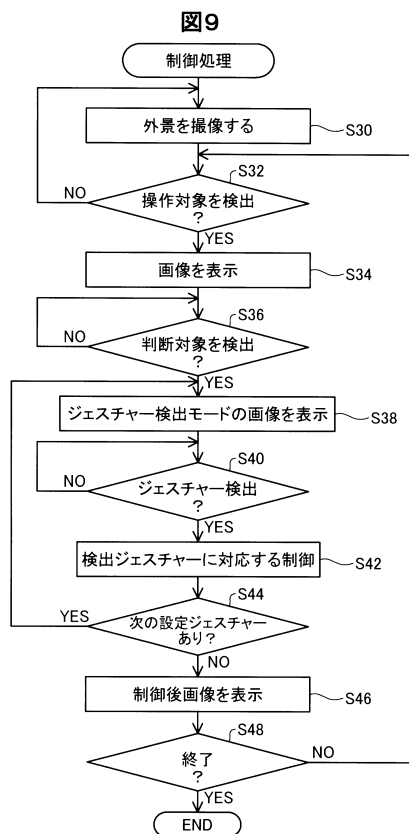 図9
制御処理
外景を撮像する
S30
S32
NO
操作対象を検出
?
YES
画像を表示
S34
S36
NO
判断対象を検出
?
YES
ジェスチャー検出モードの画像を表示
S38
S40
NO
ジェスチャー検出
?
YES
検出ジェスチャーに対応する制御
S42
S44
YES
次の設定ジェスチャー
あり?
NO
制御後画像を表示
S46
S48
NO
終了
?
YES
END